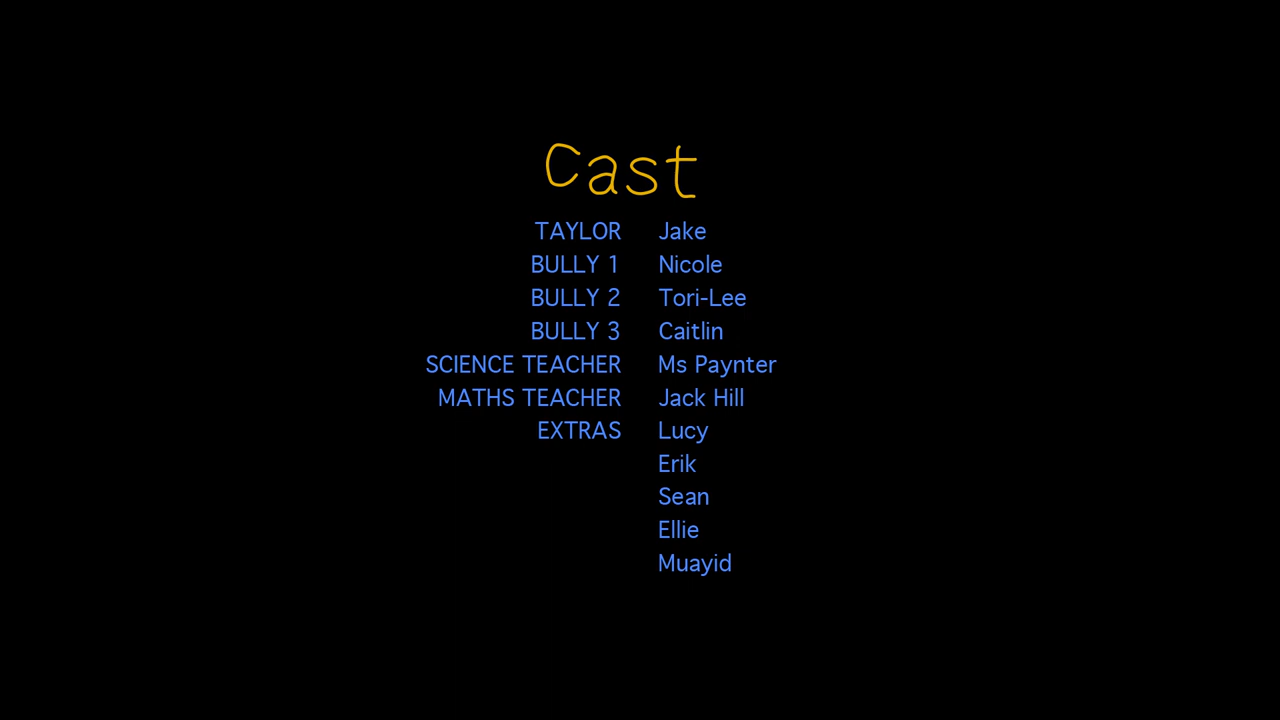 Cast
TAYLOR Jake
BULLY 1 Nicole
BULLY 2 Tori-Lee
BULLY 3 Caitlin
SCIENCE TEACHER Ms Paynter
MATHS TEACHER Jack Hill
EXTRAS Lucy
Erik
Sean
Ellie
Muayid